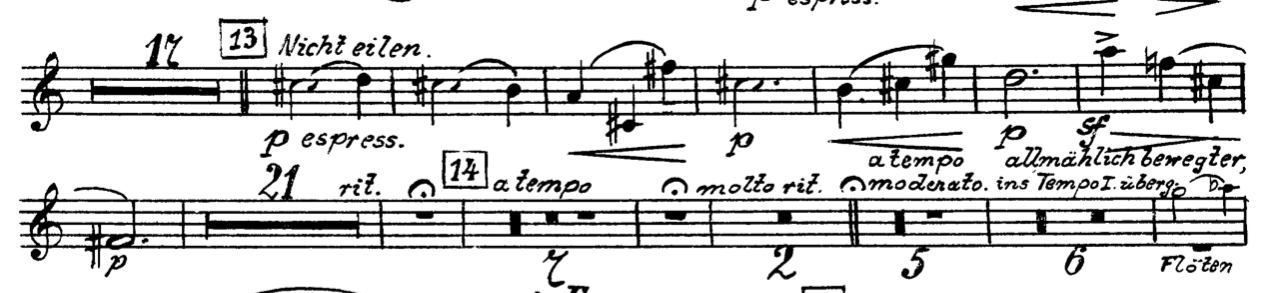 p espress.
17 13 Nicht eilen.
p espress. p p sf
a tempo allmählich bewegter,
21 rit. 14 a tempo molto rit. moderato. ins Tempo I. überg.
p 7 2 5 6 Flöten